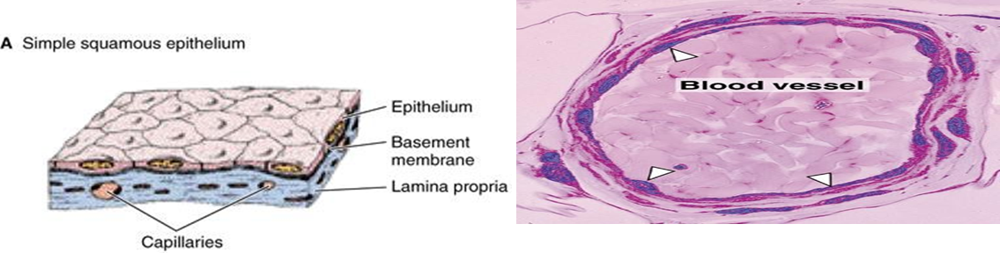 A Simple squamous epithelium
Epithelium
Basement
membrane
Lamina propria
Capillaries
Blood vessel